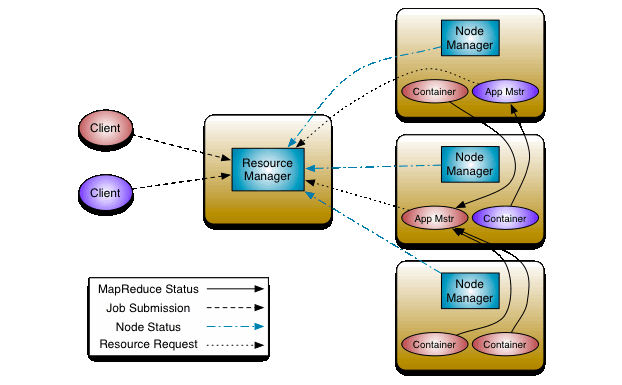 Client
Client
Resource
Manager
Node
Manager
Container
App Mstr
Node
Manager
App Mstr
Container
Node
Manager
Container
Container
MapReduce Status
Job Submission
Node Status
Resource Request